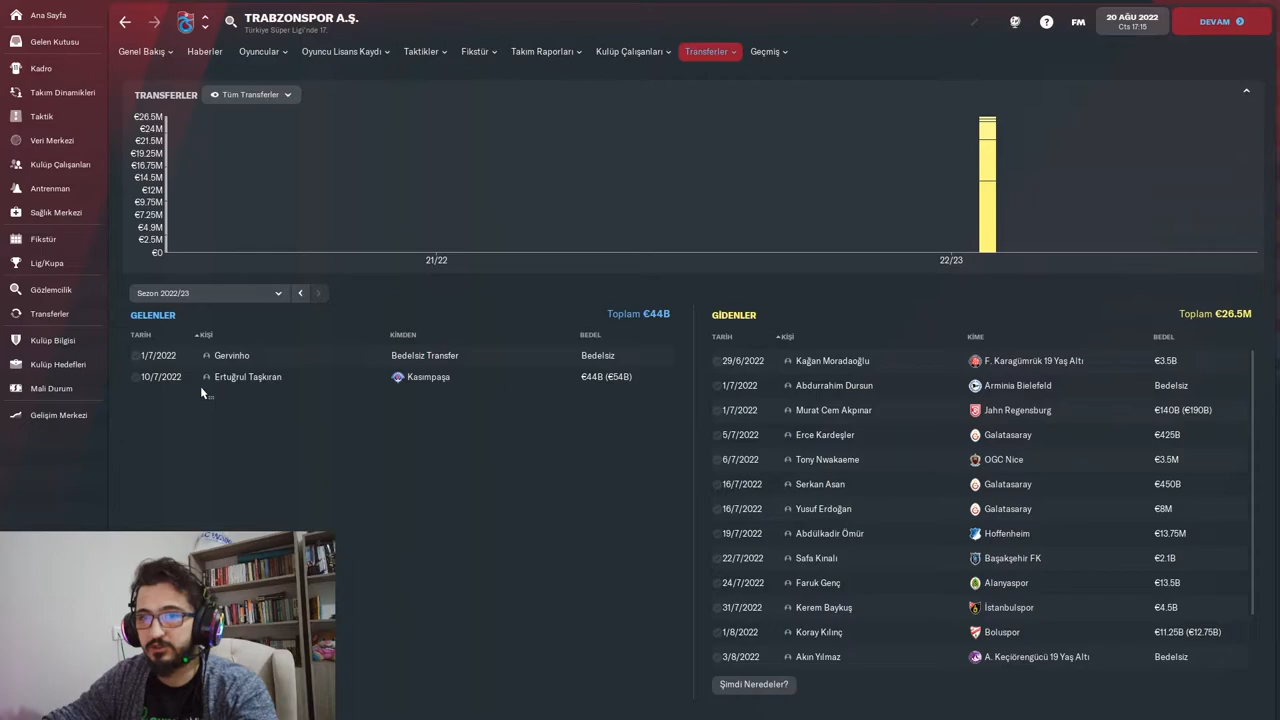 Ana Sayfa
Gelen Kutusu
Kadro
Takım Dinamikleri
Taktik
Veri Merkezi
Kulüp Çalışanları
Antrenman
Sağlık Merkezi
Fikstür
Lig/Kupa
Gözlemcilik
Transferler
Kulüp Bilgisi
Kulüp Hedefleri
Mali Durum
Gelişim Merkezi
TRABZONSPOR A.Ş.
Türkiye Süper Ligi'nde 17.
FM
20 AĞU 2022
Cts 17:15
DEVAM
Genel Bakış Haberler Oyuncular Oyuncu Lisans Kaydı Taktikler Fikstür Takım Raporları Kulüp Çalışanları Transferler Geçmiş
TRANSFERLER Tüm Transferler
€26.5M
€24M
€21.5M
€19.25M
€16.75M
€14.5M
€12M
€9.75M
€7.25M
€4.9M
€2.5M
€0
21/22 22/23
Sezon 2022/23
GELENLER Toplam €44B
TARİH KİŞİ KİMDEN BEDEL
1/7/2022 Gervinho Bedelsiz Transfer Bedelsiz
10/7/2022 Ertuğrul Taşkıran Kasımpaşa €44B (€54B)
GİDENLER Toplam €26.5M
TARİH KİŞİ KİME BEDEL
29/6/2022 Kağan Moradaoğlu F. Karagümrük 19 Yaş Altı €3.5B
1/7/2022 Abdurrahim Dursun Arminia Bielefeld Bedelsiz
1/7/2022 Murat Cem Akpınar Jahn Regensburg €140B (€190B)
5/7/2022 Erce Kardeşler Galatasaray €425B
6/7/2022 Tony Nwakaeme OGC Nice €3.5M
16/7/2022 Serkan Asan Galatasaray €450B
16/7/2022 Yusuf Erdoğan Galatasaray €8M
19/7/2022 Abdülkadir Ömür Hoffenheim €13.75M
22/7/2022 Safa Kınalı Başakşehir FK €2.1B
24/7/2022 Faruk Genç Alanyaspor €13.5B
31/7/2022 Kerem Baykuş İstanbulspor €4.5B
1/8/2022 Koray Kılınç Boluspor €11.25B (€12.75B)
3/8/2022 Akın Yılmaz A. Keçiörengücü 19 Yaş Altı Bedelsiz
Şimdi Neredeler?